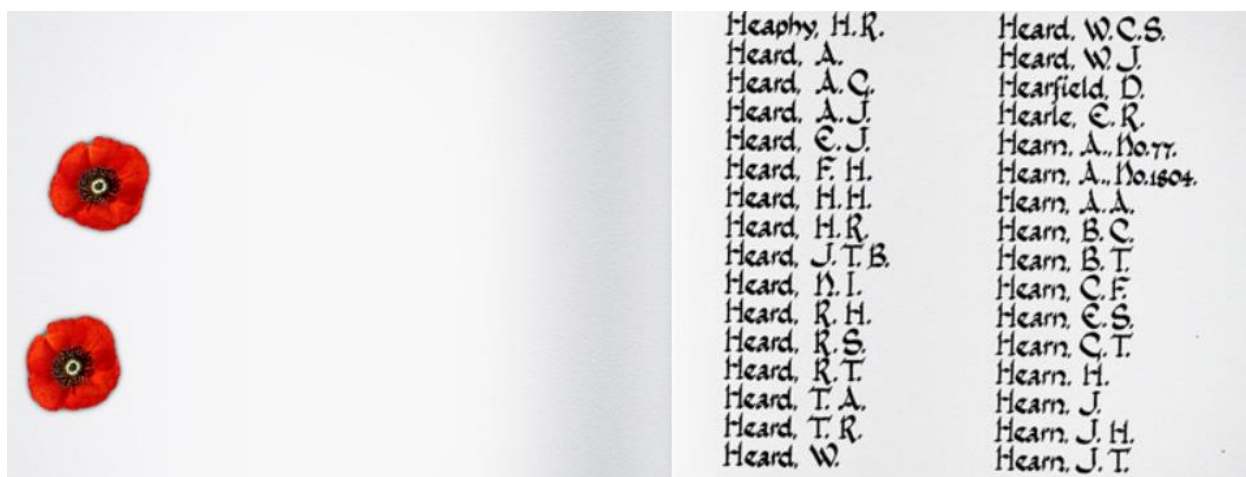 Heaphy, H.R.
Heard, A.
Heard, A.G.
Heard, A.J.
Heard, E.J.
Heard, F.H.
Heard, H.H.
Heard, H.R.
Heard, J.T.B.
Heard, N.I.
Heard, R.H.
Heard, R.S.
Heard, R.T.
Heard, T.A.
Heard, T.R.
Heard, W.
Heard, W.C.S.
Heard, W.J.
Hearfield, D.
Hearle, E.R.
Hearn, A., No.77.
Hearn, A., No.1804.
Hearn, A.A.
Hearn, B.C.
Hearn, B.T.
Hearn, C.F.
Hearn, E.S.
Hearn, G.T.
Hearn, H.
Hearn, J.
Hearn, J.H.
Hearn, J.T.